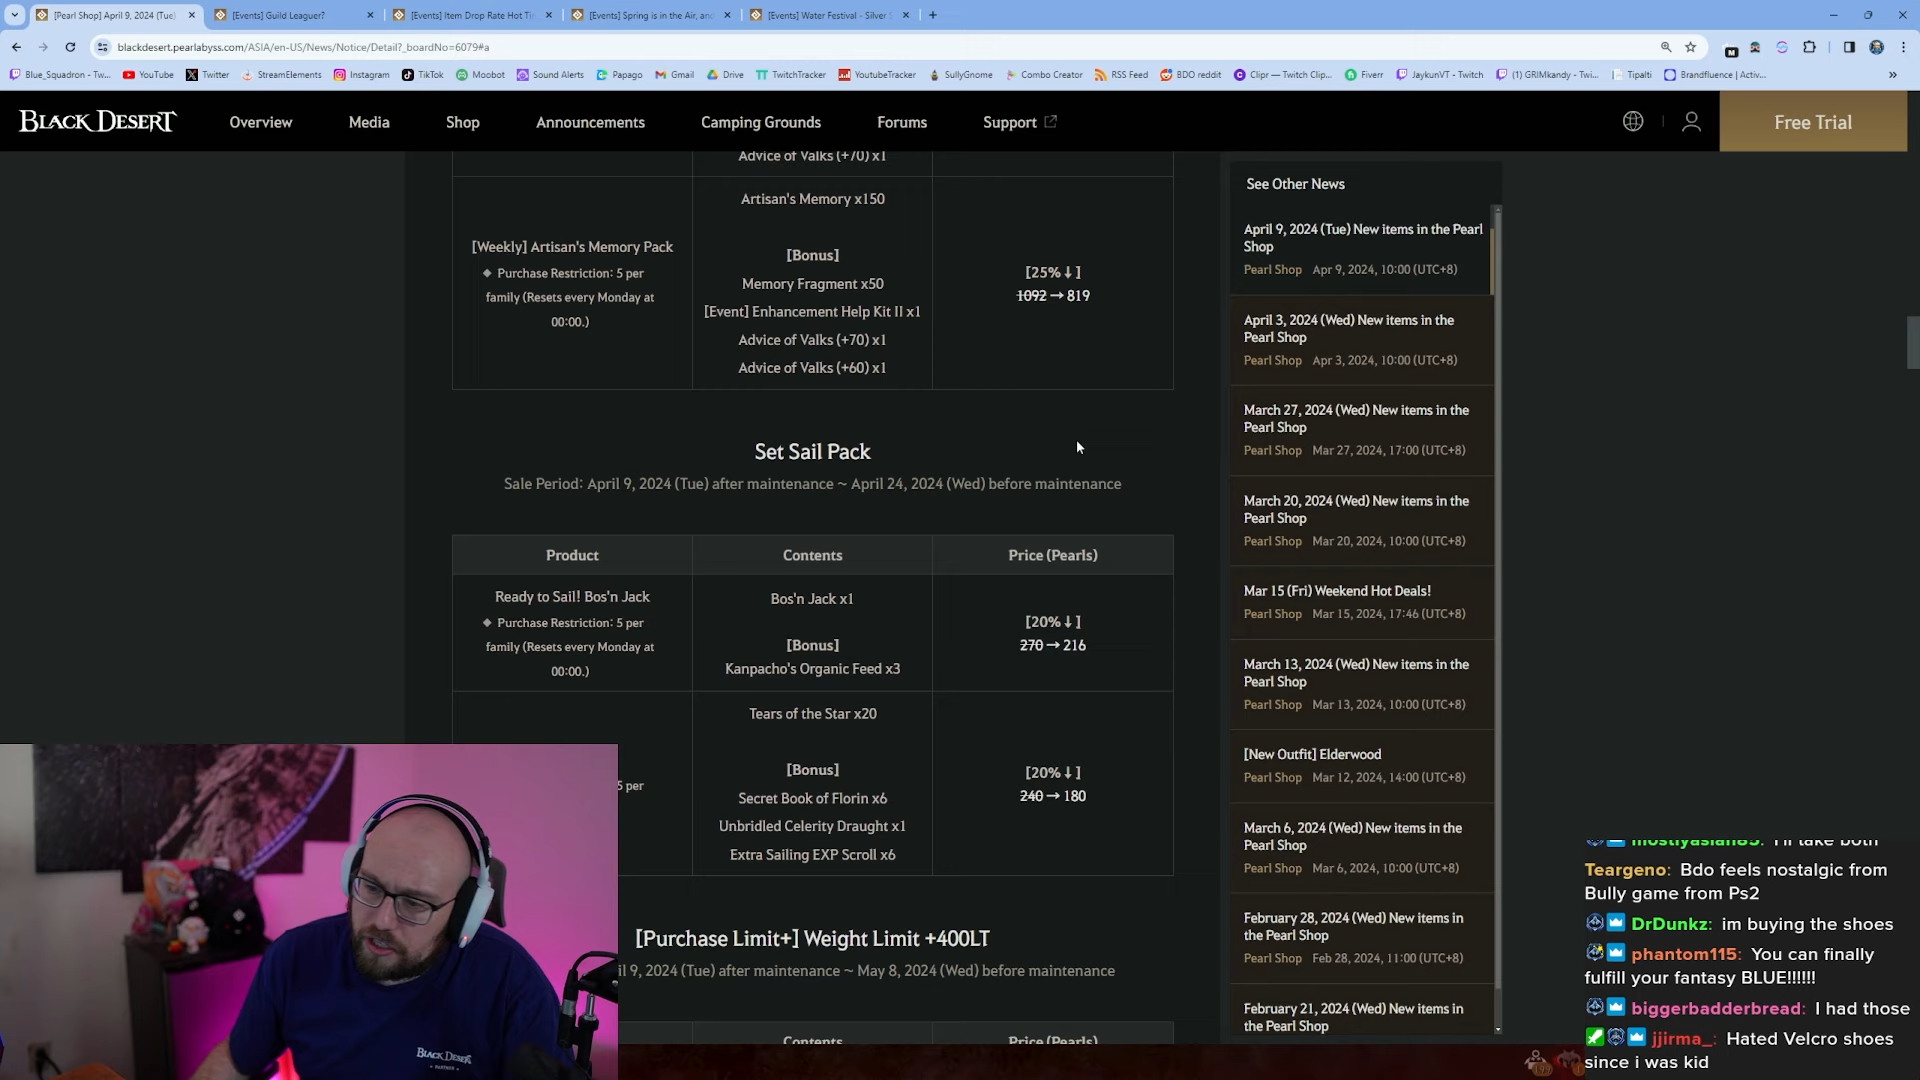 [Pearl Shop] April 9, 2024 (Tue)
[Events] Guild Leaguer?
[Events] Item Drop Rate Hot Ti
[Events] Spring is in the Air, an
[Events] Water Festival - Silver
blackdesert.pearlabyss.com/ASIA/en-US/News/Notice/Detail?_boardNo=6079#a
Blue_Squadron - Tw...
YouTube
Twitter
StreamElements
Instagram
TikTok
Moobot
Sound Alerts
Papago
Gmail
Drive
TwitchTracker
YoutubeTracker
SullyGnome
Combo Creator
RSS Feed
BDO reddit
Clipr — Twitch Clip...
Fiverr
JaykunVT - Twitch
(1) GRIMkandy - Twi...
Tipalti
Brandfluence | Activ...
BLACK DESERT
Overview
Media
Shop
Announcements
Camping Grounds
Forums
Support
Free Trial
Advice of Valks (+70) x1
[Weekly] Artisan's Memory Pack
◆ Purchase Restriction: 5 per
family (Resets every Monday at
00:00.)
Artisan's Memory x150
[Bonus]
Memory Fragment x50
[Event] Enhancement Help Kit II x1
Advice of Valks (+70) x1
Advice of Valks (+60) x1
[25%↓]
1092 → 819
Set Sail Pack
Sale Period: April 9, 2024 (Tue) after maintenance ~ April 24, 2024 (Wed) before maintenance
Product
Contents
Price (Pearls)
Ready to Sail! Bos'n Jack
◆ Purchase Restriction: 5 per
family (Resets every Monday at
00:00.)
Bos'n Jack x1
[Bonus]
Kanpacho's Organic Feed x3
[20%↓]
270 → 216
5 per
Tears of the Star x20
[Bonus]
Secret Book of Florin x6
Unbridled Celerity Draught x1
Extra Sailing EXP Scroll x6
[20%↓]
240 → 180
[Purchase Limit+] Weight Limit +400LT
il 9, 2024 (Tue) after maintenance ~ May 8, 2024 (Wed) before maintenance
Contents
Price (Pearls)
See Other News
April 9, 2024 (Tue) New items in the Pearl
Shop
Pearl Shop Apr 9, 2024, 10:00 (UTC+8)
April 3, 2024 (Wed) New items in the
Pearl Shop
Pearl Shop Apr 3, 2024, 10:00 (UTC+8)
March 27, 2024 (Wed) New items in the
Pearl Shop
Pearl Shop Mar 27, 2024, 17:00 (UTC+8)
March 20, 2024 (Wed) New items in the
Pearl Shop
Pearl Shop Mar 20, 2024, 10:00 (UTC+8)
Mar 15 (Fri) Weekend Hot Deals!
Pearl Shop Mar 15, 2024, 17:46 (UTC+8)
March 13, 2024 (Wed) New items in the
Pearl Shop
Pearl Shop Mar 13, 2024, 10:00 (UTC+8)
[New Outfit] Elderwood
Pearl Shop Mar 12, 2024, 14:00 (UTC+8)
March 6, 2024 (Wed) New items in the
Pearl Shop
Pearl Shop Mar 6, 2024, 10:00 (UTC+8)
February 28, 2024 (Wed) New items in
the Pearl Shop
Pearl Shop Feb 28, 2024, 11:00 (UTC+8)
February 21, 2024 (Wed) New items in
the Pearl Shop
mostlyasian85: I'll take both
Teargeno: Bdo feels nostalgic from
Bully game from Ps2
DrDunkz: im buying the shoes
phantom115: You can finally
fulfill your fantasy BLUE!!!!!!
biggerbadderbread: I had those
jjirma_: Hated Velcro shoes
since i was kid
BLACK DESERT
PARTNER